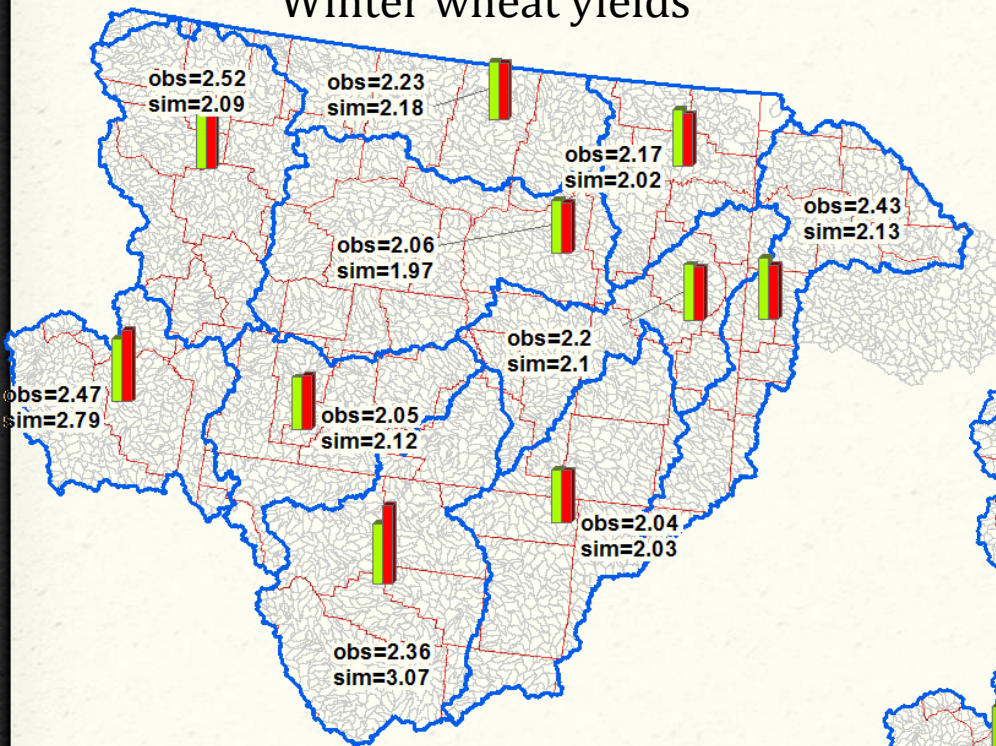 Winter wheat yields
obs=2.52
sim=2.09
obs=2.23
sim=2.18
obs=2.17
sim=2.02
obs=2.43
sim=2.13
obs=2.06
sim=1.97
obs=2.2
sim=2.1
obs=2.47
sim=2.79
obs=2.05
sim=2.12
obs=2.04
sim=2.03
obs=2.36
sim=3.07